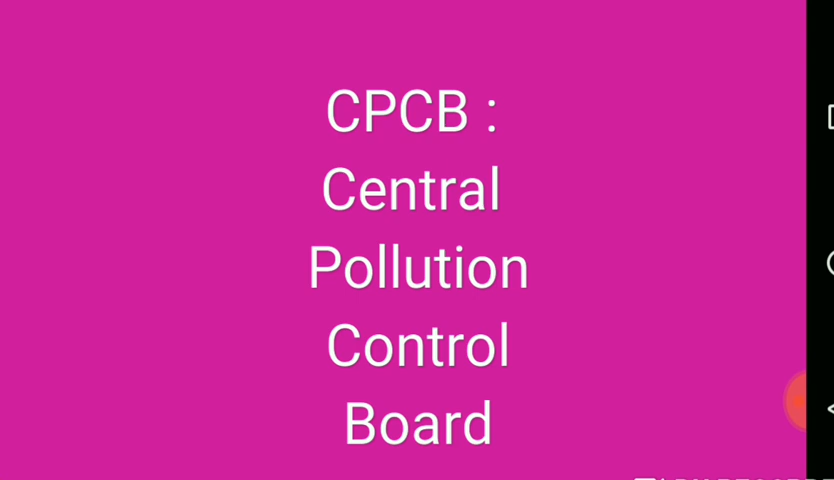 CPCB :
Central
Pollution
Control
Board